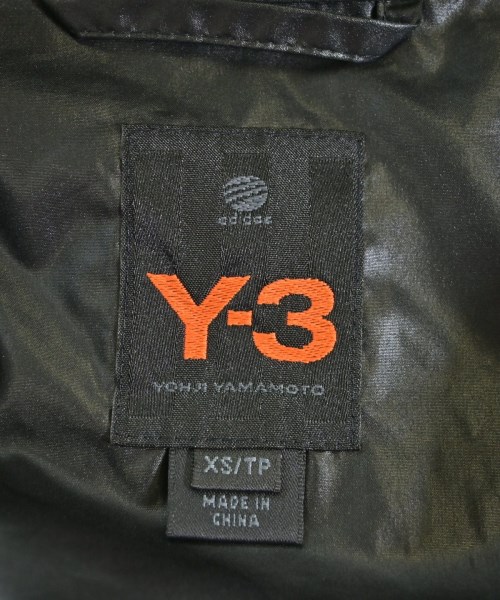 adidas
Y-3
YOHJI YAMAMOTO
XS/TP
MADE IN
CHINA